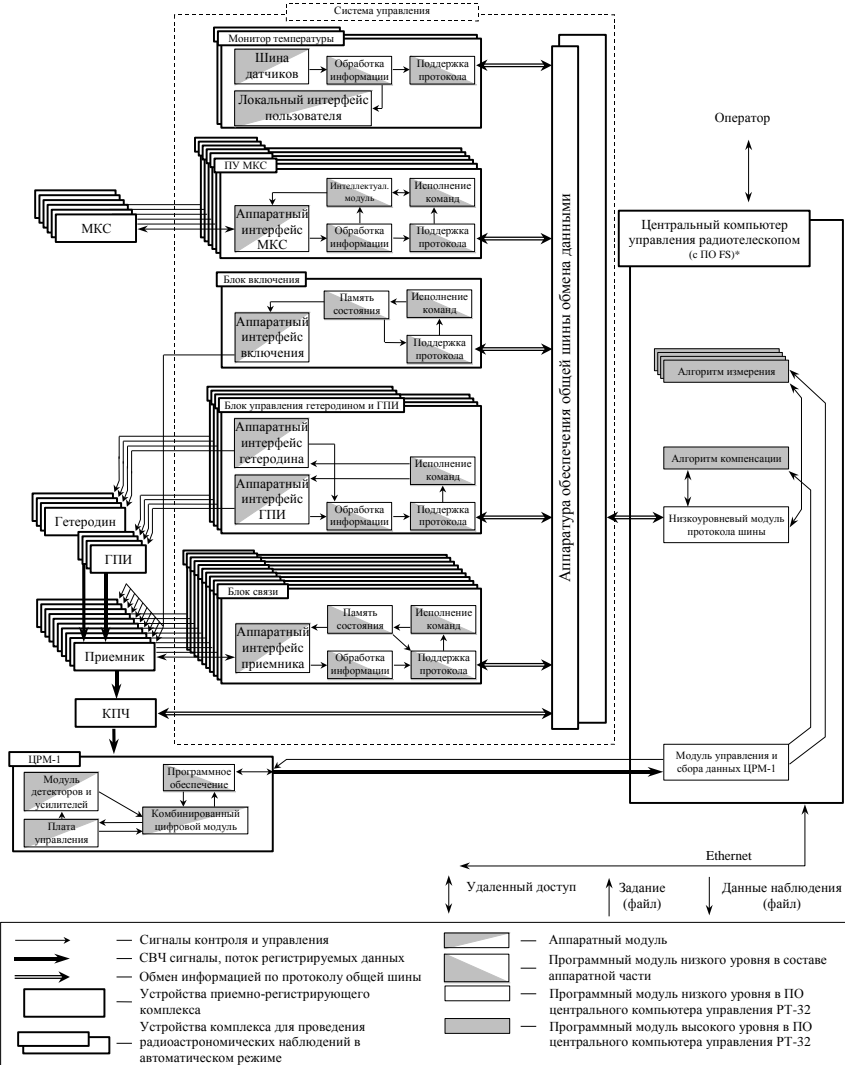 Система управления
Монитор температуры
Шина
датчиков
Обработка
информации
Поддержка
протокола
Локальный интерфейс
пользователя
ПУ МКС
Интеллектуал.
модуль
Исполнение
команд
Аппаратный
интерфейс
МКС
Обработка
информации
Поддержка
протокола
МКС
Блок включения
Память
состояния
Исполнение
команд
Аппаратный
интерфейс
включения
Поддержка
протокола
Блок управления гетеродином и ГПИ
Аппаратный
интерфейс
гетеродина
Исполнение
команд
Аппаратный
интерфейс
ГПИ
Обработка
информации
Поддержка
протокола
Гетеродин
ГПИ
Блок связи
Память
состояния
Исполнение
команд
Аппаратный
интерфейс
приемника
Обработка
информации
Поддержка
протокола
Приемник
КПЧ
Аппаратура обеспечения общей шины обмена данными
Оператор
Центральный компьютер
управления радиотелескопом
(с ПО FS)*
Алгоритм измерения
Алгоритм компенсации
Низкоуровневый модуль
протокола шины
Модуль управления и
сбора данных ЦРМ-1
ЦРМ-1
Модуль
детекторов и
усилителей
Программное
обеспечение
Плата
управления
Комбинированный
цифровой модуль
Ethernet
Удаленный доступ
Задание
(файл)
Данные наблюдения
(файл)
— Сигналы контроля и управления
— СВЧ сигналы, поток регистрируемых данных
— Обмен информацией по протоколу общей шины
— Устройства приемно-регистрирующего
комплекса
Устройства комплекса для проведения
— радиоастрономических наблюдений в
автоматическом режиме
— Аппаратный модуль
— Программный модуль низкого уровня в составе
аппаратной части
— Программный модуль низкого уровня в ПО
центрального компьютера управления РТ-32
— Программный модуль высокого уровня в ПО
центрального компьютера управления РТ-32